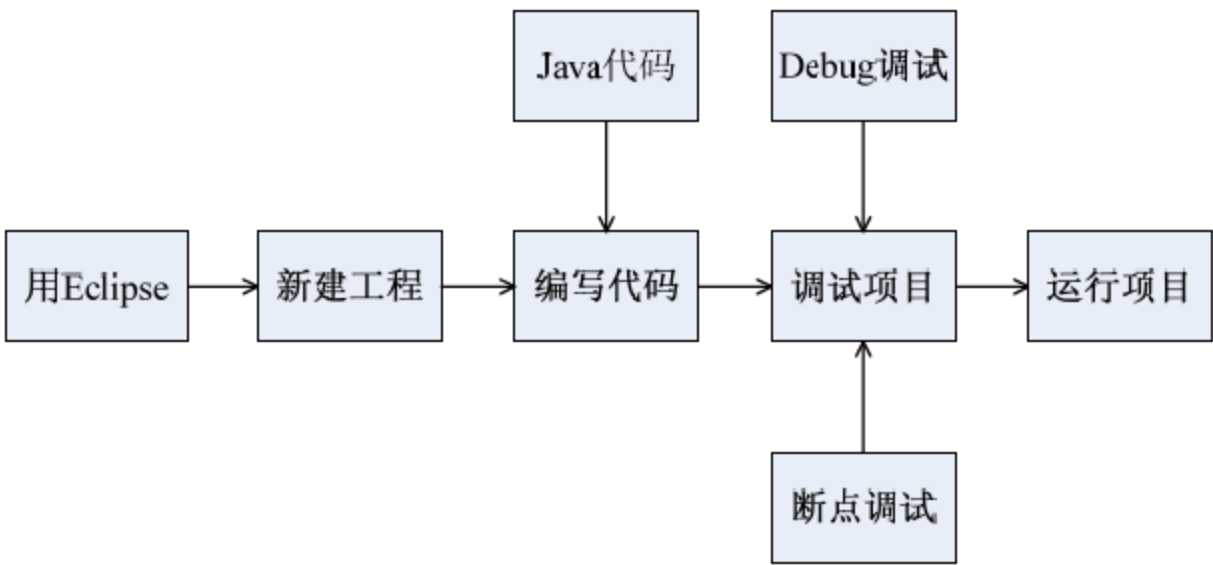 Java代码
Debug调试
用Eclipse
新建工程
编写代码
调试项目
运行项目
断点调试